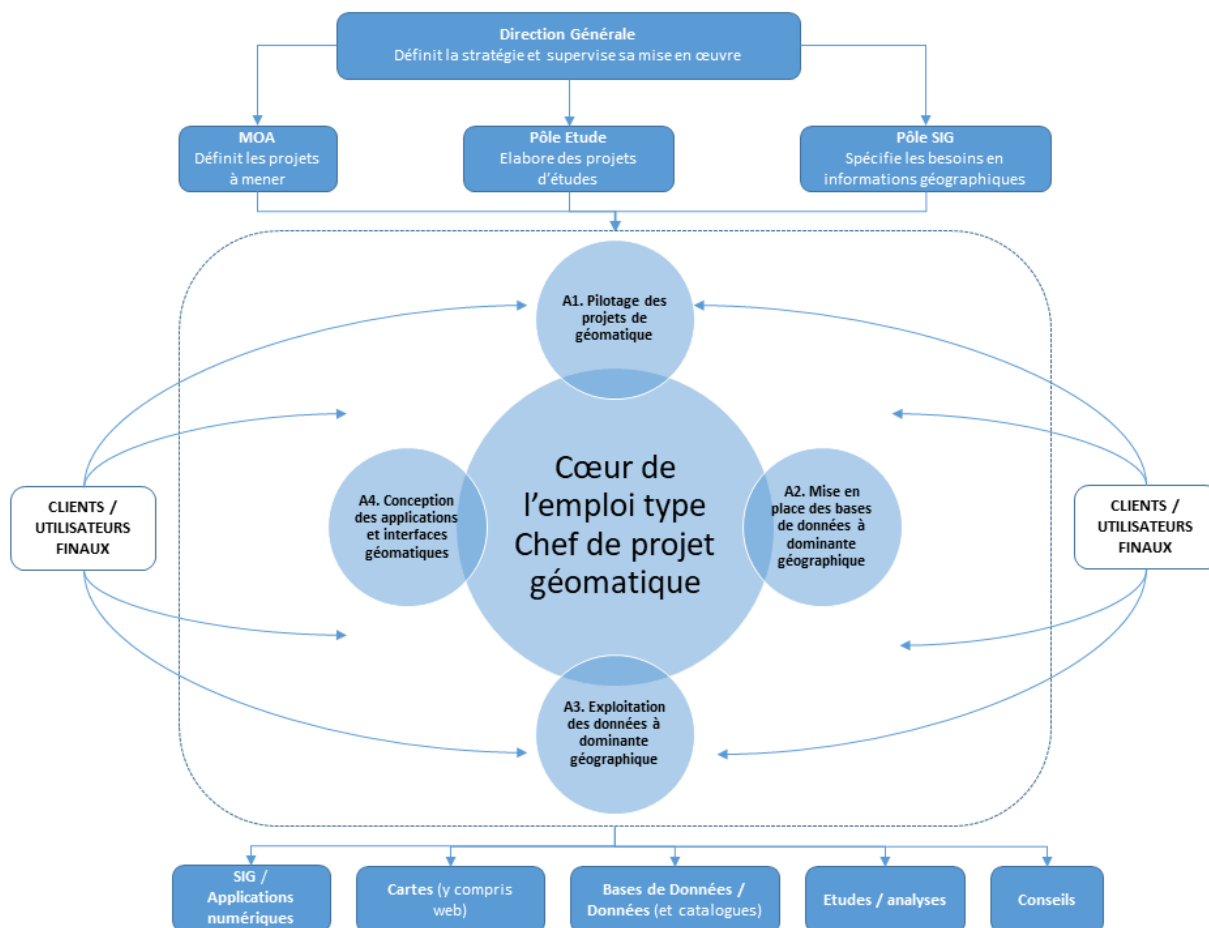 Direction Générale
Définit la stratégie et supervise sa mise en œuvre
MOA
Définit les projets
à mener
Pôle Etude
Elabore des projets
d'études
Pôle SIG
Spécifie les besoins en
informations géographiques
A1. Pilotage des
projets de
géomatique
CLIENTS /
UTILISATEURS
FINAUX
A4. Conception
des applications
et interfaces
géomatiques
Cœur de
l'emploi type
Chef de projet
géomatique
A2. Mise en
place des bases
de données à
dominante
géographique
CLIENTS /
UTILISATEURS
FINAUX
A3. Exploitation
des données à
dominante
géographique
SIG /
Applications
numériques
Cartes (y compris
web)
Bases de Données /
Données (et catalogues)
Etudes / analyses
Conseils